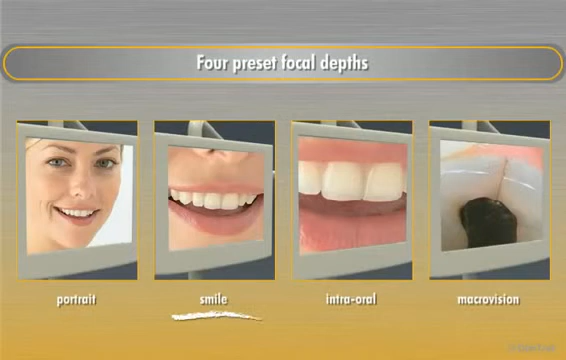 Four preset focal depths
portrait
smile
intra-oral
macrovision